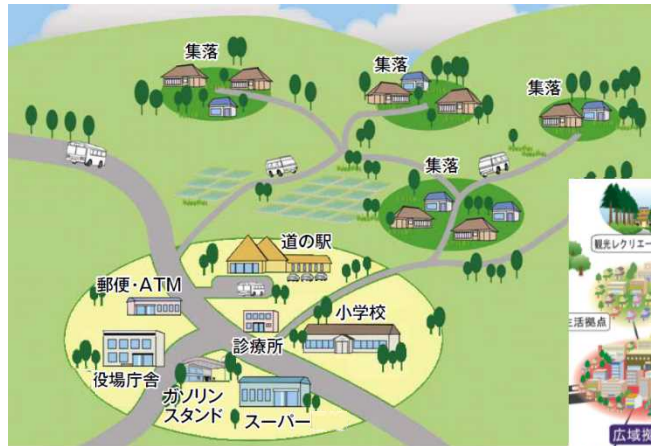 集落
集落
集落
集落
道の駅
郵便・ATM
小学校
診療所
役場庁舎
ガソリン
スタンド
スーパー
観光レクリエー
生活拠点
広域拠